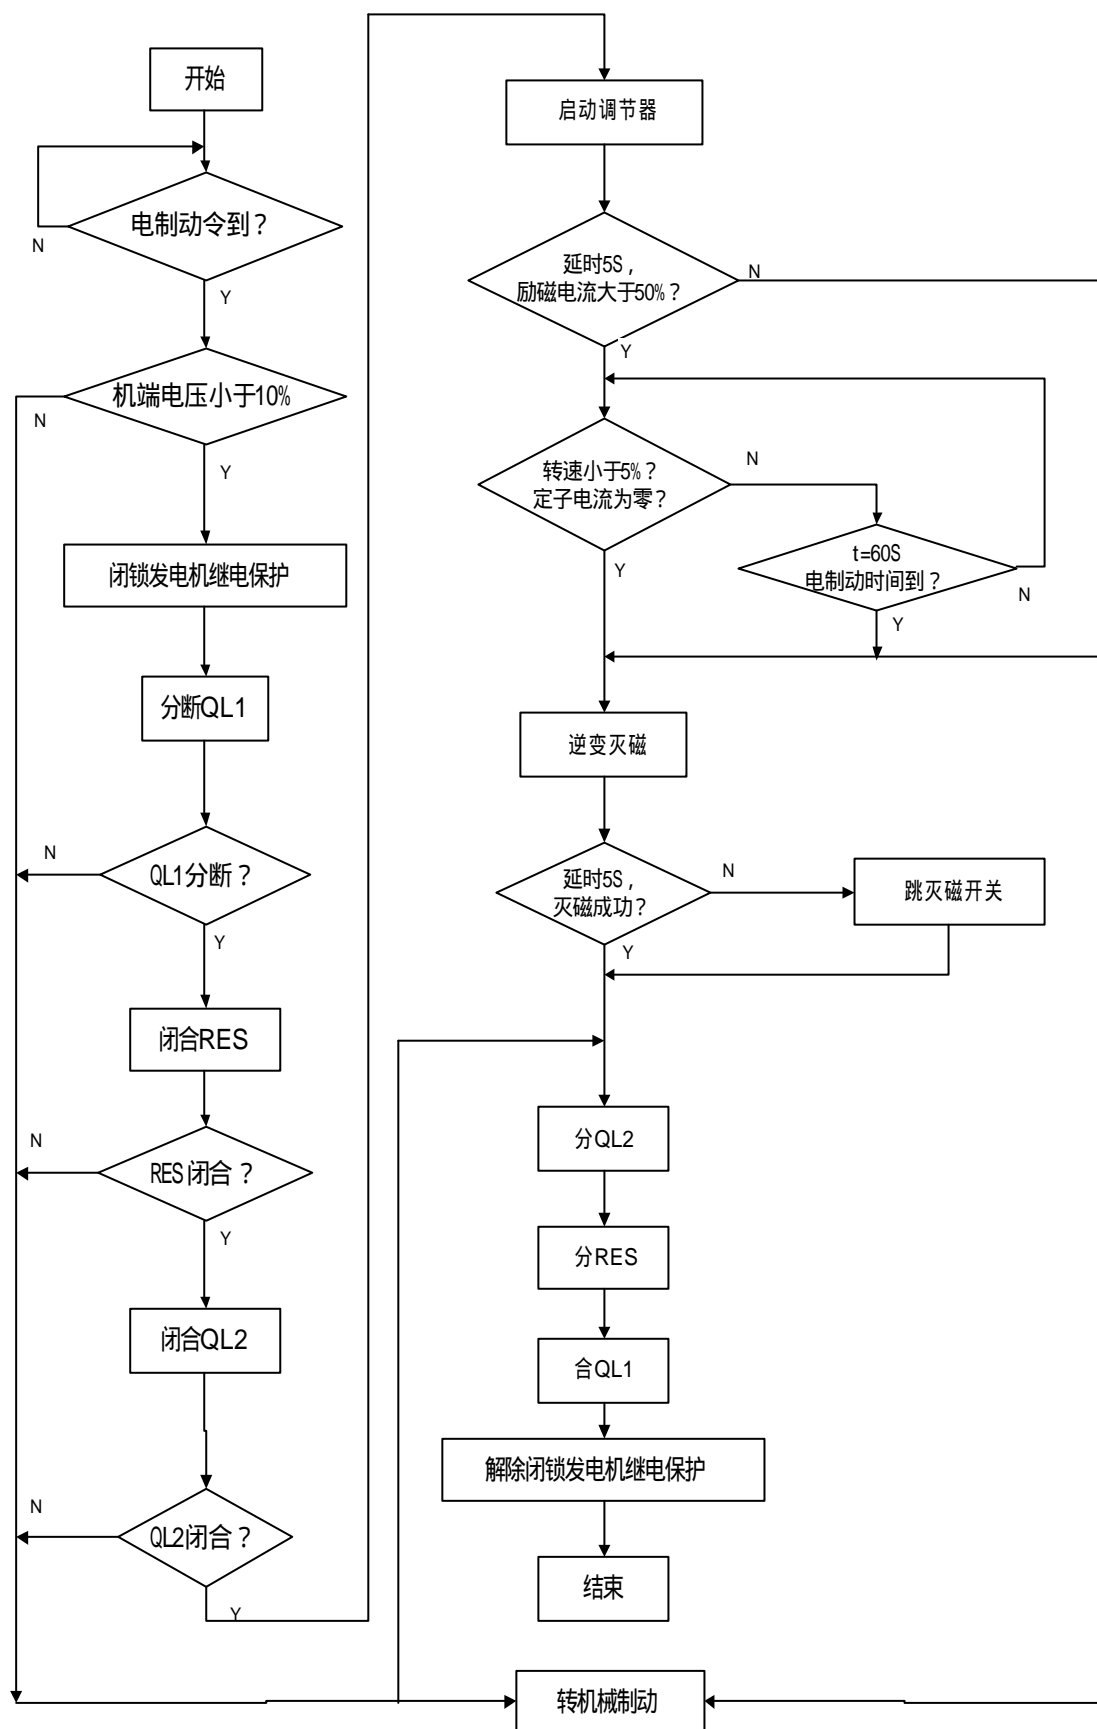 开始
电制动令到？
N
Y
机端电压小于10%
N
Y
闭锁发电机继电保护
分断QL1
QL1分断？
N
Y
闭合RES
RES闭合？
N
Y
闭合QL2
QL2闭合？
N
Y
启动调节器
延时5S，
励磁电流大于50%？
N
Y
转速小于5%？
定子电流为零？
N
Y
t=60S
电制动时间到？
N
Y
逆变灭磁
延时5S，
灭磁成功？
N
Y
跳灭磁开关
分QL2
分RES
合QL1
解除闭锁发电机继电保护
结束
转机械制动